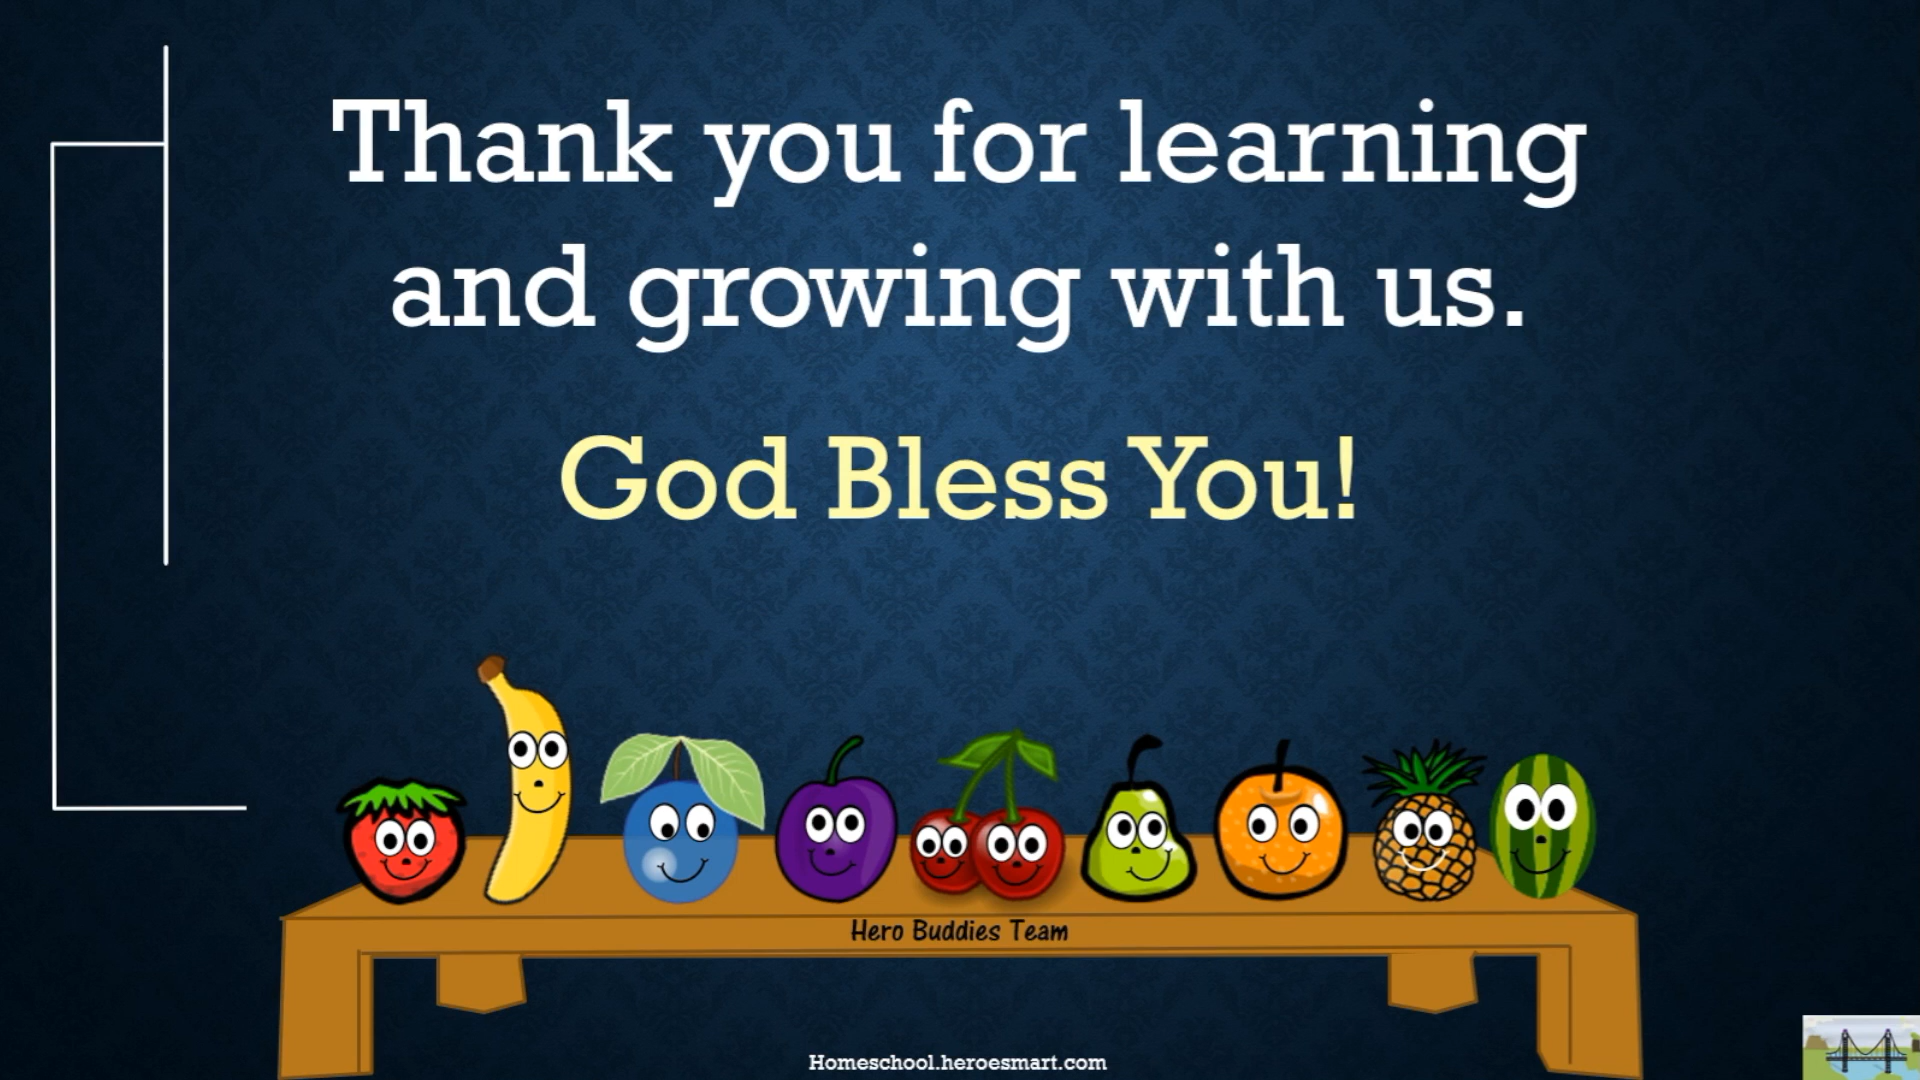 Thank you for learning
and growing with us.
God Bless You!
Hero Buddies Team
Homeschool.heroesmart.com